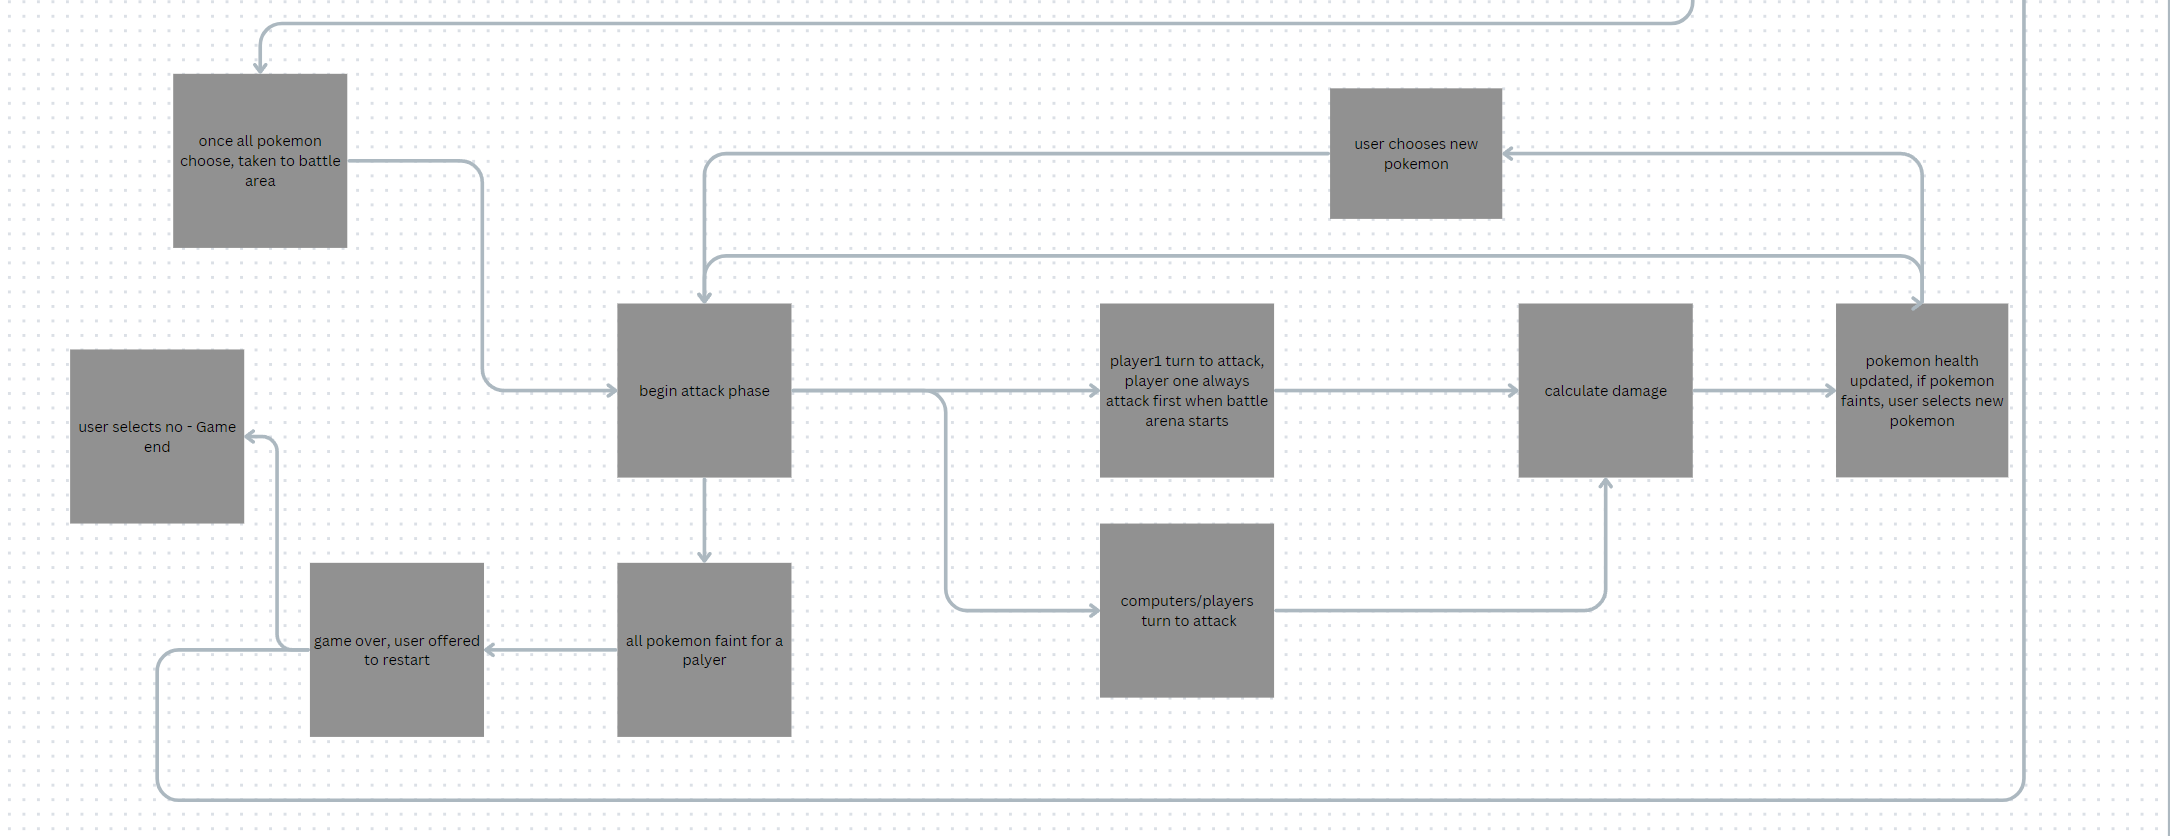 once all pokemon
choose, taken to battle
area
user chooses new
pokemon
begin attack phase
player1 turn to attack,
player one always
attack first when battle
arena starts
calculate damage
pokemon health
updated, if pokemon
faints, user selects new
pokemon
user selects no - Game
end
computers/players
turn to attack
game over, user offered
to restart
all pokemon faint for a
palyer